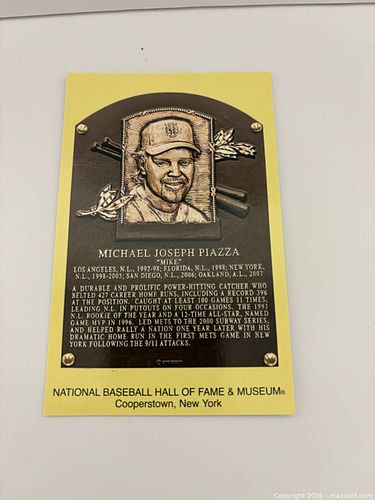 MICHAEL JOSEPH PIAZZA
"MIKE"
LOS ANGELES, N.L., 1992-98; FLORIDA, N.L., 1998; NEW YORK,
N.L., 1998-2005; SAN DIEGO, N.L., 2006; OAKLAND, A.L., 2007
A DURABLE AND PROLIFIC POWER-HITTING CATCHER WHO
BELTED 427 CAREER HOME RUNS, INCLUDING A RECORD 396
AT THE POSITION. CAUGHT AT LEAST 100 GAMES 11 TIMES,
LEADING N.L. IN PUTOUTS ON FOUR OCCASIONS. THE 1993
N.L. ROOKIE OF THE YEAR AND A 12-TIME ALL-STAR, NAMED
GAME MVP IN 1996. LED METS TO THE 2000 SUBWAY SERIES,
AND HELPED RALLY A NATION ONE YEAR LATER WITH HIS
DRAMATIC HOME RUN IN THE FIRST METS GAME IN NEW
YORK FOLLOWING THE 9/11 ATTACKS.
NATIONAL BASEBALL HALL OF FAME & MUSEUM®
Cooperstown, New York
Copyright 2026 - maxsold.com